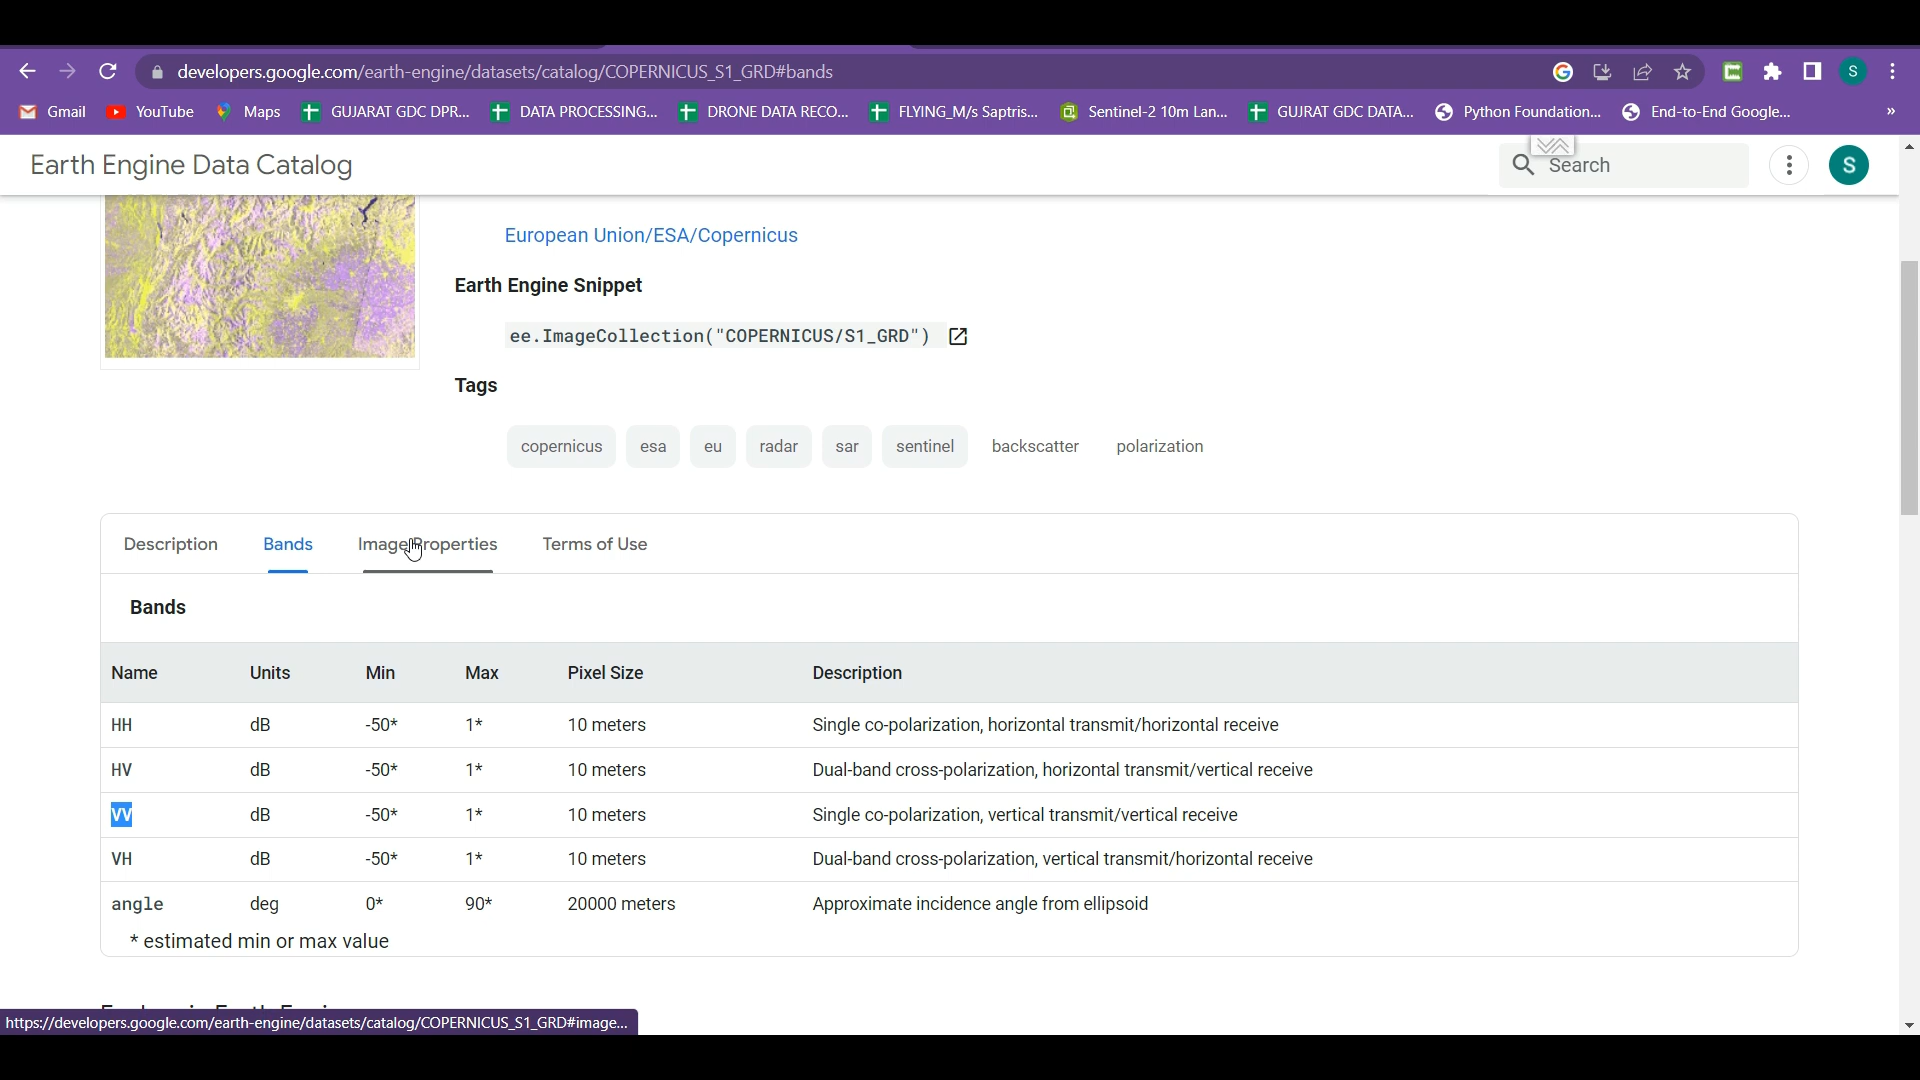 developers.google.com/earth-engine/datasets/catalog/COPERNICUS_S1_GRD#bands
S
Gmail YouTube Maps GUJARAT GDC DPR... DATA PROCESSING... DRONE DATA RECO... FLYING_M/s Saptris... Sentinel-2 10m Lan... GUJRAT GDC DATA... Python Foundation... End-to-End Google... »
Earth Engine Data Catalog Search S
European Union/ESA/Copernicus
Earth Engine Snippet
ee.ImageCollection("COPERNICUS/S1_GRD")
Tags
copernicus esa eu radar sar sentinel backscatter polarization
Description Bands Image Properties Terms of Use
Bands
Name Units Min Max Pixel Size Description
HH dB -50* 1* 10 meters Single co-polarization, horizontal transmit/horizontal receive
HV dB -50* 1* 10 meters Dual-band cross-polarization, horizontal transmit/vertical receive
VV dB -50* 1* 10 meters Single co-polarization, vertical transmit/vertical receive
VH dB -50* 1* 10 meters Dual-band cross-polarization, vertical transmit/horizontal receive
angle deg 0* 90* 20000 meters Approximate incidence angle from ellipsoid
* estimated min or max value
https://developers.google.com/earth-engine/datasets/catalog/COPERNICUS_S1_GRD#image...